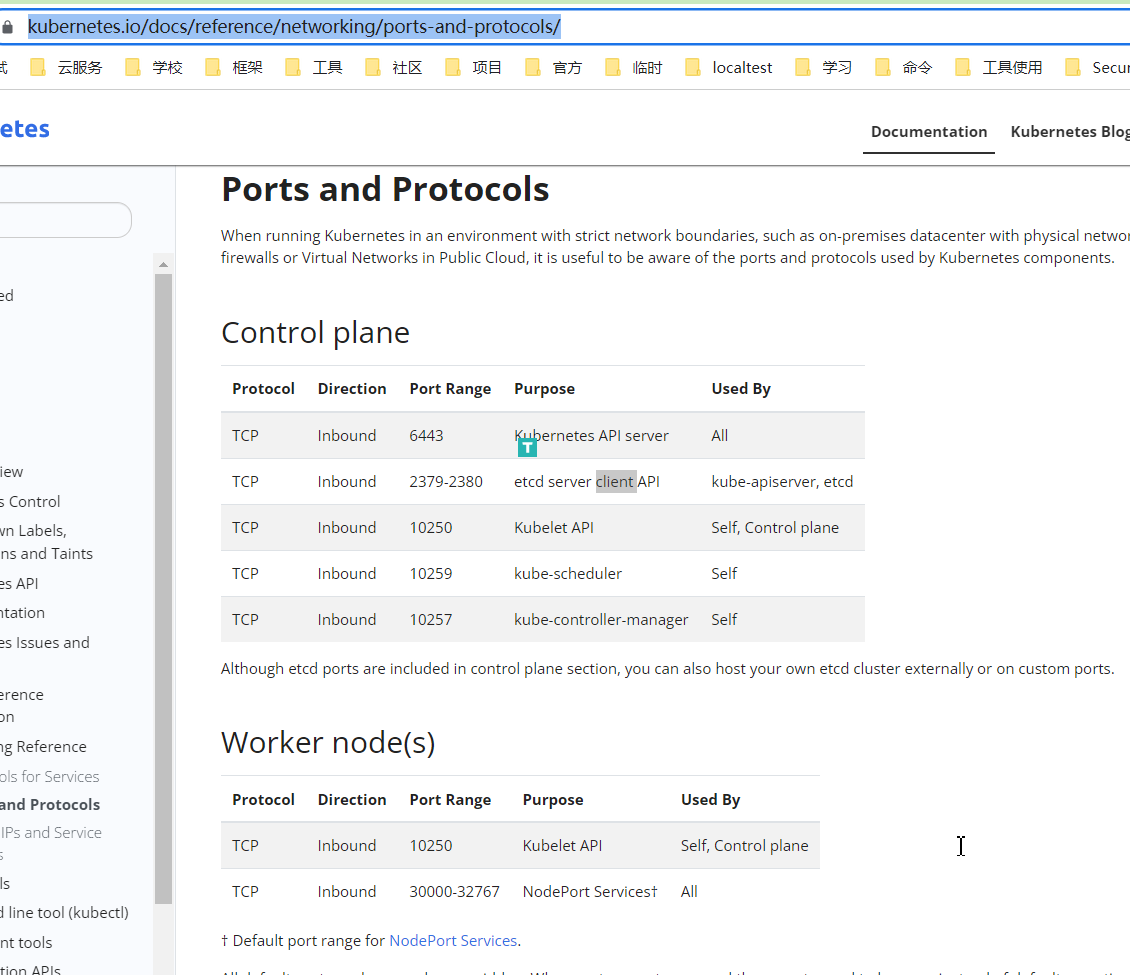 kubernetes.io/docs/reference/networking/ports-and-protocols/
试 云服务 学校 框架 工具 社区 项目 官方 临时 localtest 学习 命令 工具使用 Secur
etes
Documentation Kubernetes Blog
Ports and Protocols
When running Kubernetes in an environment with strict network boundaries, such as on-premises datacenter with physical networ
firewalls or Virtual Networks in Public Cloud, it is useful to be aware of the ports and protocols used by Kubernetes components.
Control plane
Protocol Direction Port Range Purpose Used By
TCP Inbound 6443 Kubernetes API server All
T
TCP Inbound 2379-2380 etcd server client API kube-apiserver, etcd
TCP Inbound 10250 Kubelet API Self, Control plane
TCP Inbound 10259 kube-scheduler Self
TCP Inbound 10257 kube-controller-manager Self
Although etcd ports are included in control plane section, you can also host your own etcd cluster externally or on custom ports.
Worker node(s)
Protocol Direction Port Range Purpose Used By
TCP Inbound 10250 Kubelet API Self, Control plane
TCP Inbound 30000-32767 NodePort Services† All
† Default port range for NodePort Services.
ed
iew
s Control
wn Labels,
ns and Taints
es API
ntation
es Issues and
erence
on
ng Reference
ols for Services
and Protocols
IPs and Service
s
ls
d line tool (kubectl)
nt tools
tion APIs